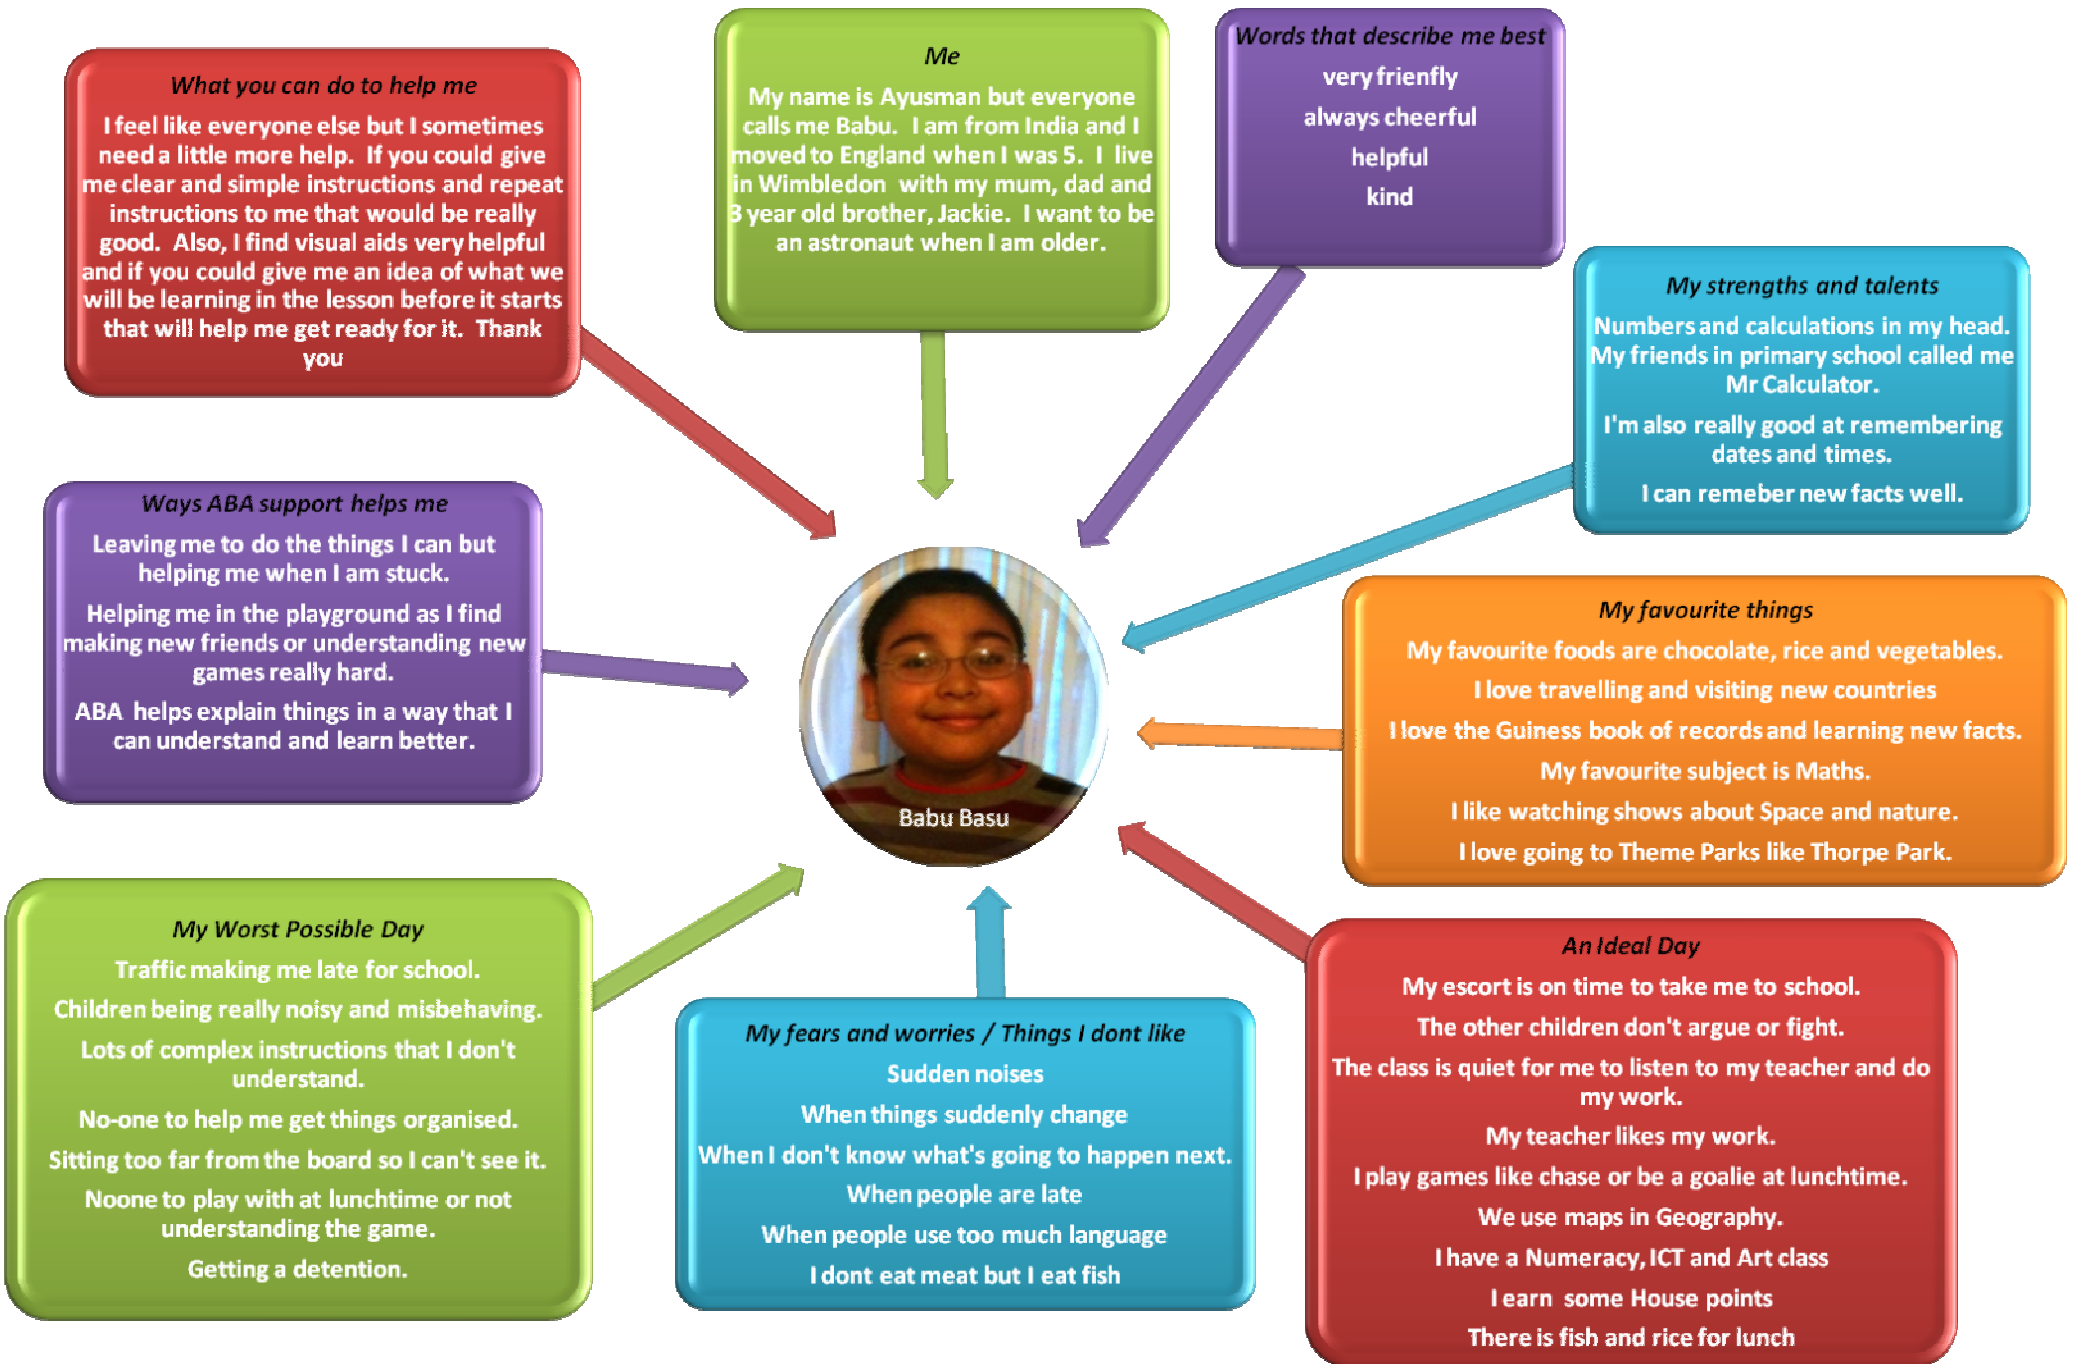 What you can do to help me
I feel like everyone else but I sometimes
need a little more help.  If you could give
me clear and simple instructions and repeat
instructions to me that would be really
good.  Also, I find visual aids very helpful
and if you could give me an idea of what we
will be learning in the lesson before it starts
that will help me get ready for it.  Thank
you
Me
My name is Ayusman but everyone
calls me Babu.  I am from India and I
moved to England when I was 5.  I  live
in Wimbledon  with my mum, dad and
3 year old brother, Jackie.  I want to be
an astronaut when I am older.
Words that describe me best
very frienfly
always cheerful
helpful
kind
My strengths and talents
Numbers and calculations in my head.
My friends in primary school called me
Mr Calculator.
I'm also really good at remembering
dates and times.
I can remeber new facts well.
Ways ABA support helps me
Leaving me to do the things I can but
helping me when I am stuck.
Helping me in the playground as I find
making new friends or understanding new
games really hard.
ABA  helps explain things in a way that I
can understand and learn better.
Babu Basu
My favourite things
My favourite foods are chocolate, rice and vegetables.
I love travelling and visiting new countries
I love the Guiness book of records and learning new facts.
My favourite subject is Maths.
I like watching shows about Space and nature.
I love going to Theme Parks like Thorpe Park.
My Worst Possible Day
Traffic making me late for school.
Children being really noisy and misbehaving.
Lots of complex instructions that I don't
understand.
No-one to help me get things organised.
Sitting too far from the board so I can't see it.
Noone to play with at lunchtime or not
understanding the game.
Getting a detention.
My fears and worries / Things I dont like
Sudden noises
When things suddenly change
When I don't know what's going to happen next.
When people are late
When people use too much language
I dont eat meat but I eat fish
An Ideal Day
My escort is on time to take me to school.
The other children don't argue or fight.
The class is quiet for me to listen to my teacher and do
my work.
My teacher likes my work.
I play games like chase or be a goalie at lunchtime.
We use maps in Geography.
I have a Numeracy, ICT and Art class
I earn  some House points
There is fish and rice for lunch